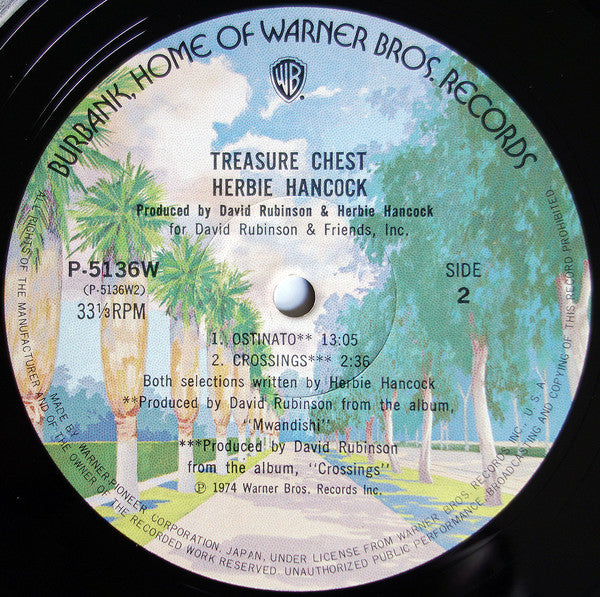 BURBANK, HOME OF WARNER BROS. RECORDS
WB
TREASURE CHEST
HERBIE HANCOCK
Produced by David Rubinson & Herbie Hancock
for David Rubinson & Friends, Inc.
P-5136W
(P-5136W2)
33⅓RPM
SIDE
2
1. OSTINATO** 13:05
2. CROSSINGS*** 2:36
Both selections written by Herbie Hancock
**Produced by David Rubinson from the album,
"Mwandishi"
***Produced by David Rubinson
from the album, "Crossings"
℗ 1974 Warner Bros. Records Inc.
MADE BY WARNER-PIONEER CORPORATION, JAPAN, UNDER LICENSE FROM WARNER BROS RECORDS INC., U.S.A.
ALL RIGHTS OF THE MANUFACTURER AND OF THE OWNER OF THE RECORDED WORK RESERVED. UNAUTHORIZED PUBLIC PERFORMANCE, BROADCASTING AND COPYING OF THIS RECORD PROHIBITED